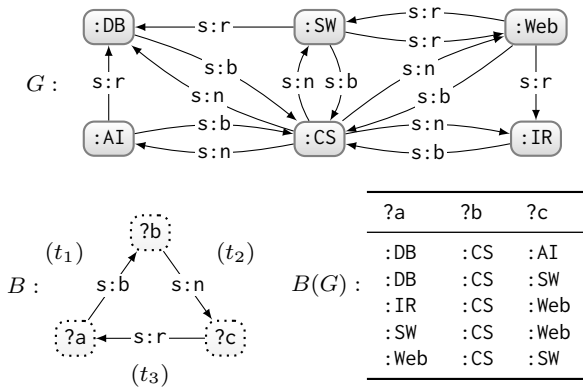 :DB :SW :Web
s:r s:r
s:r
s:b s:n s:b s:n s:b
G : s:r s:n s:r
:AI s:b :CS s:n :IR
s:n s:b
?a ?b ?c
:DB :CS :AI
:DB :CS :SW
:IR :CS :Web
:SW :CS :Web
:Web :CS :SW
B(G) :
?b
(t₁) (t₂)
B : s:b s:n
?a s:r ?c
(t₃)